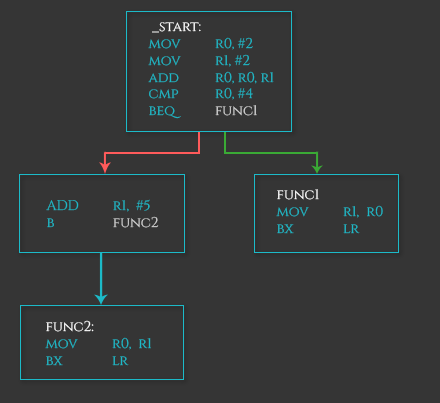 _START:
MOV R0, #2
MOV R1, #2
ADD R0, R0, R1
CMP R0, #4
BEQ FUNC1
ADD R1, #5
B FUNC2
FUNC1
MOV R1, R0
BX LR
FUNC2:
MOV R0, R1
BX LR